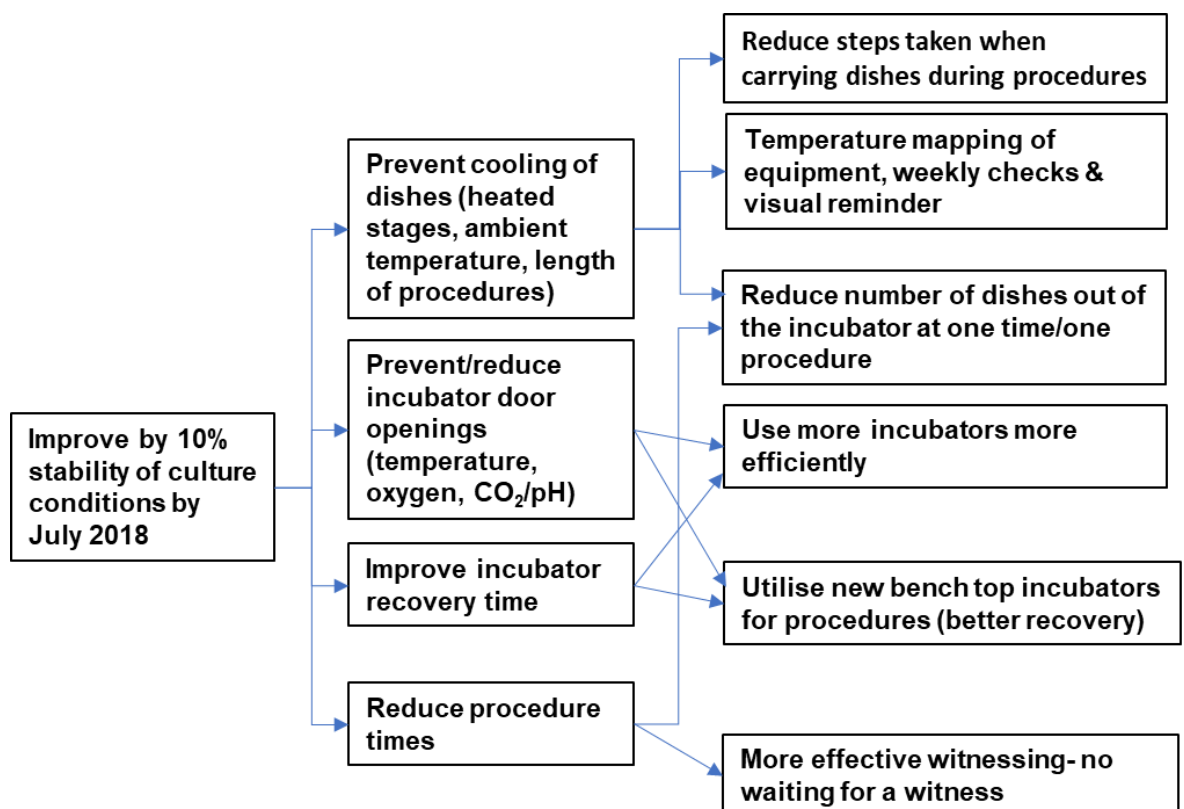 Improve by 10%
stability of culture
conditions by
July 2018
Prevent cooling of
dishes (heated
stages, ambient
temperature, length
of procedures)
Prevent/reduce
incubator door
openings
(temperature,
oxygen, CO₂/pH)
Improve incubator
recovery time
Reduce procedure
times
Reduce steps taken when
carrying dishes during procedures
Temperature mapping of
equipment, weekly checks &
visual reminder
Reduce number of dishes out of
the incubator at one time/one
procedure
Use more incubators more
efficiently
Utilise new bench top incubators
for procedures (better recovery)
More effective witnessing- no
waiting for a witness